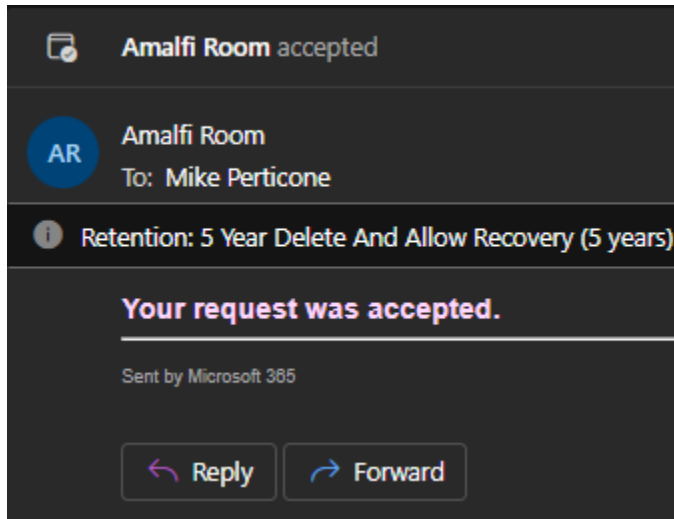 Amalfi Room accepted
AR
Amalfi Room
To: Mike Perticone
Retention: 5 Year Delete And Allow Recovery (5 years)
Your request was accepted.
Sent by Microsoft 365
Reply
Forward